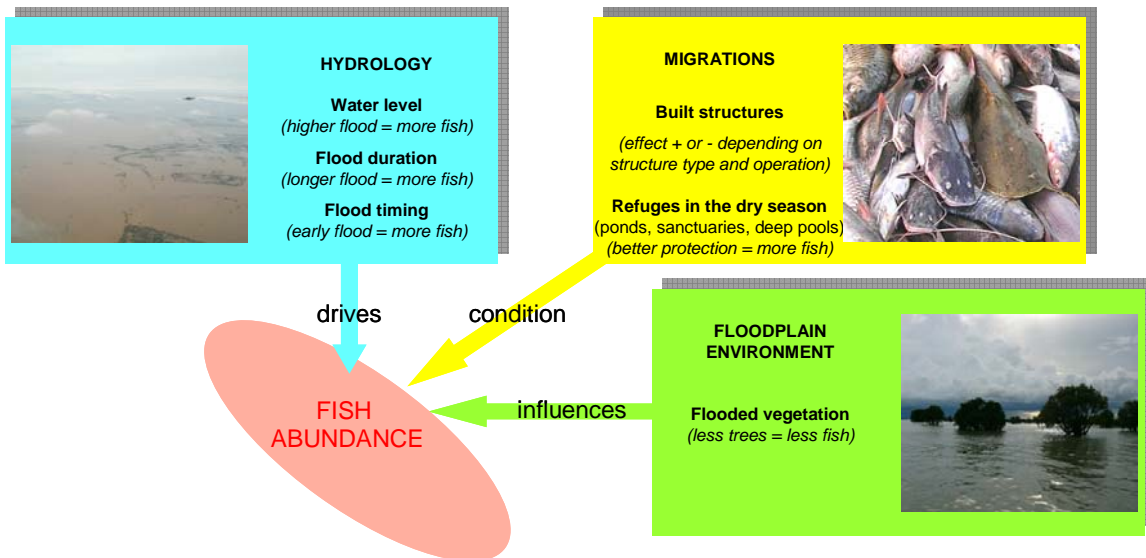 HYDROLOGY
Water level
(higher flood = more fish)
Flood duration
(longer flood = more fish)
Flood timing
(early flood = more fish)
MIGRATIONS
Built structures
(effect + or - depending on
structure type and operation)
Refuges in the dry season
(ponds, sanctuaries, deep pools)
(better protection = more fish)
drives
condition
FLOODPLAIN
ENVIRONMENT
Flooded vegetation
(less trees = less fish)
influences
FISH
ABUNDANCE